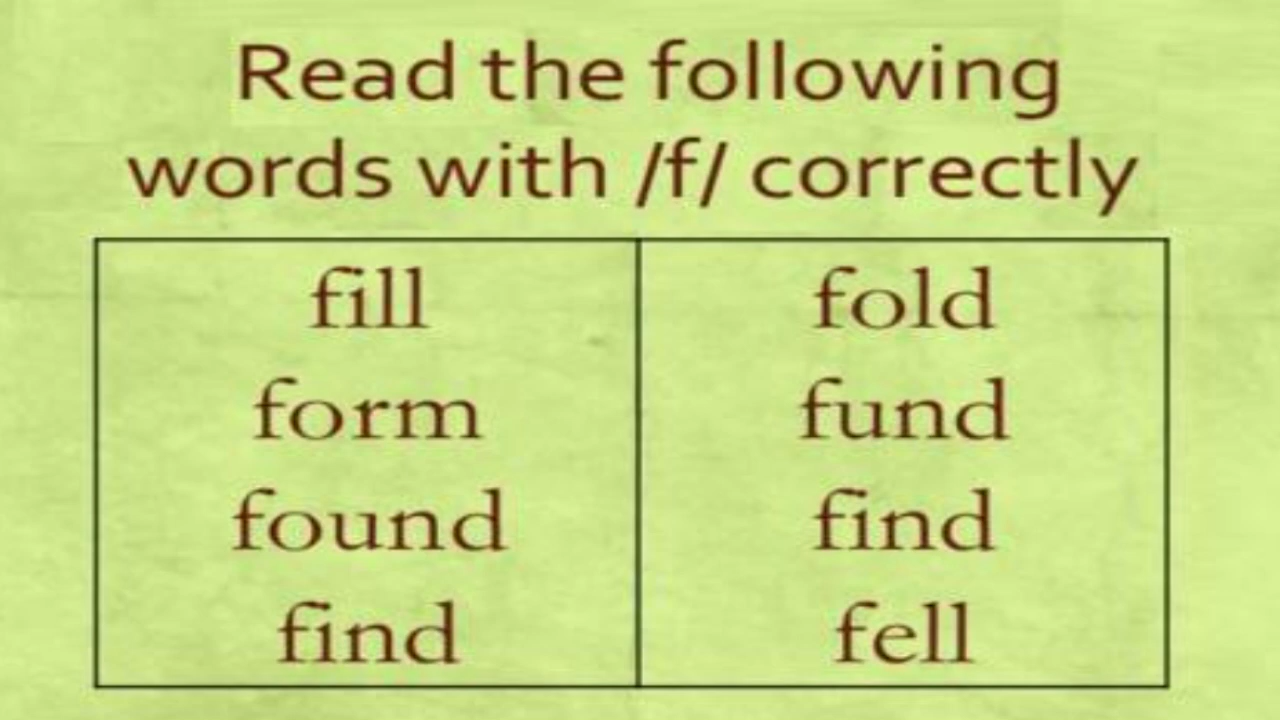 Read the following
words with /f/ correctly
fill fold
form fund
found find
find fell